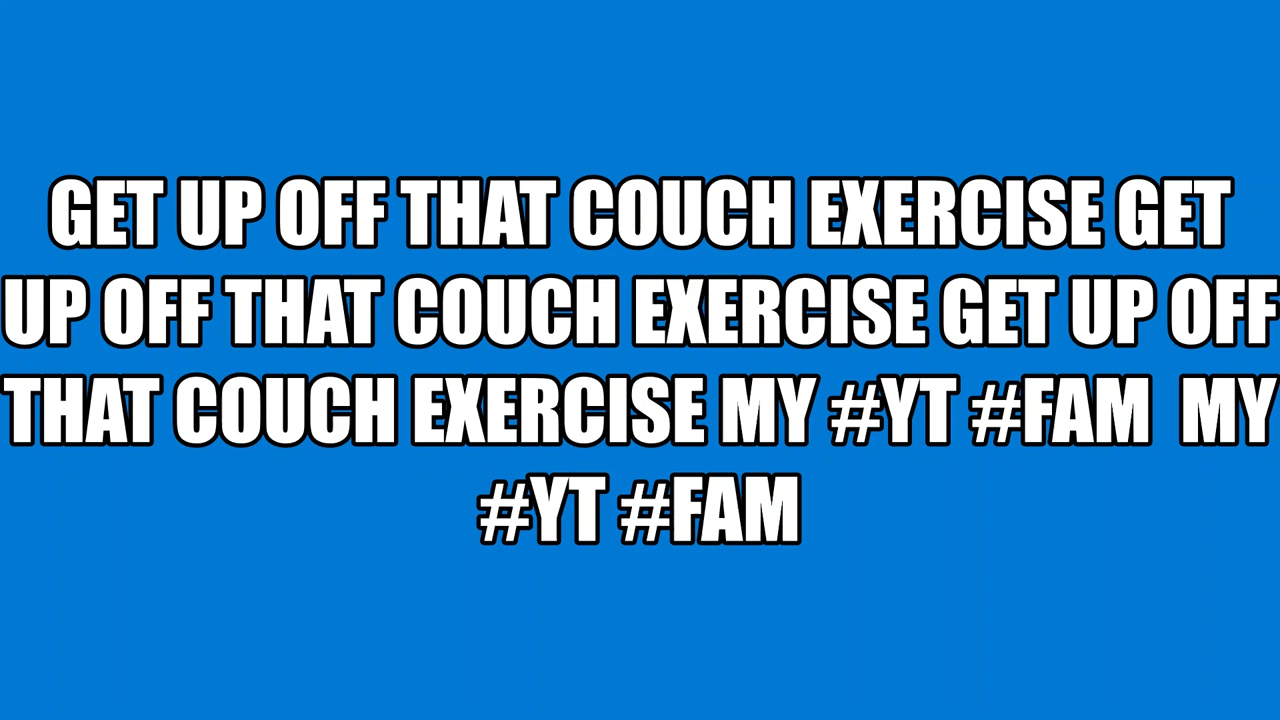 GET UP OFF THAT COUCH EXERCISE GET
UP OFF THAT COUCH EXERCISE GET UP OFF
THAT COUCH EXERCISE MY #YT #FAM  MY
#YT #FAM